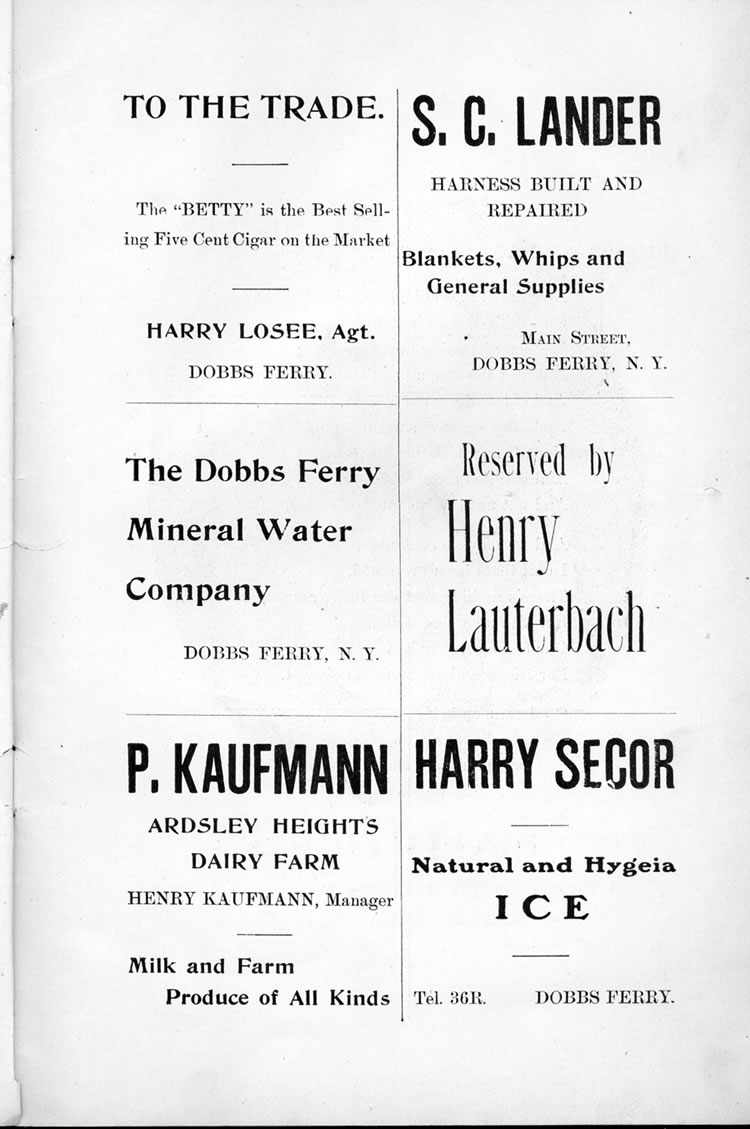 TO THE TRADE.
The "BETTY" is the Best Sell-
ing Five Cent Cigar on the Market
HARRY LOSEE, Agt.
DOBBS FERRY.
S. C. LANDER
HARNESS BUILT AND
REPAIRED
Blankets, Whips and
General Supplies
MAIN STREET,
DOBBS FERRY, N. Y.
The Dobbs Ferry
Mineral Water
Company
DOBBS FERRY, N. Y.
Reserved by
Henry
Lauterbach
P. KAUFMANN
ARDSLEY HEIGHTS
DAIRY FARM
HENRY KAUFMANN, Manager
Milk and Farm
Produce of All Kinds
HARRY SECOR
Natural and Hygeia
ICE
Tel. 36R. DOBBS FERRY.